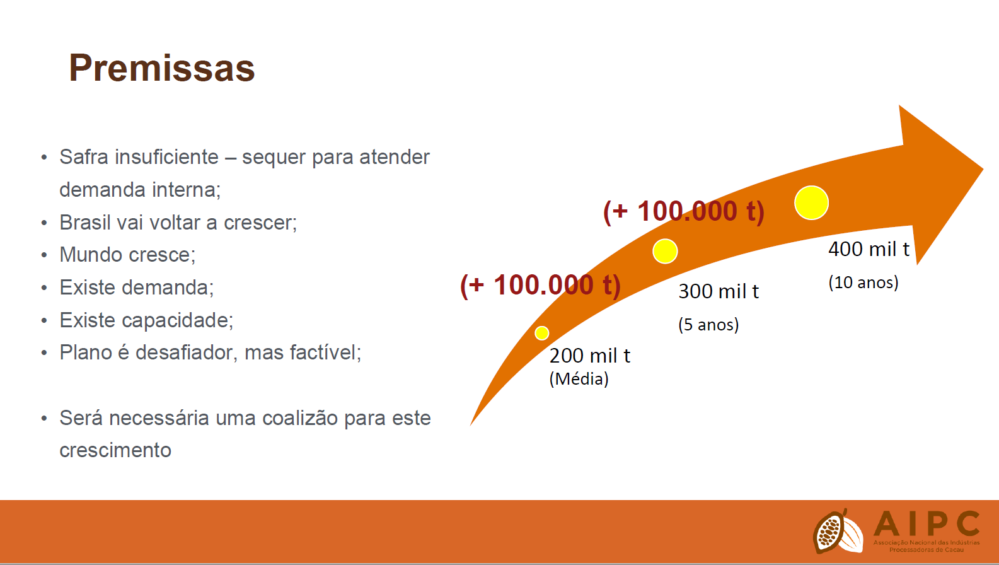 Premissas
• Safra insuficiente – sequer para atender
demanda interna;
• Brasil vai voltar a crescer;
• Mundo cresce;
• Existe demanda;
• Existe capacidade;
• Plano é desafiador, mas factível;
• Será necessária uma coalizão para este
crescimento
(+ 100.000 t)
(+ 100.000 t)
400 mil t
(10 anos)
300 mil t
(5 anos)
200 mil t
(Média)
AIPC
Associação Nacional das Indústrias
Processadoras de Cacau